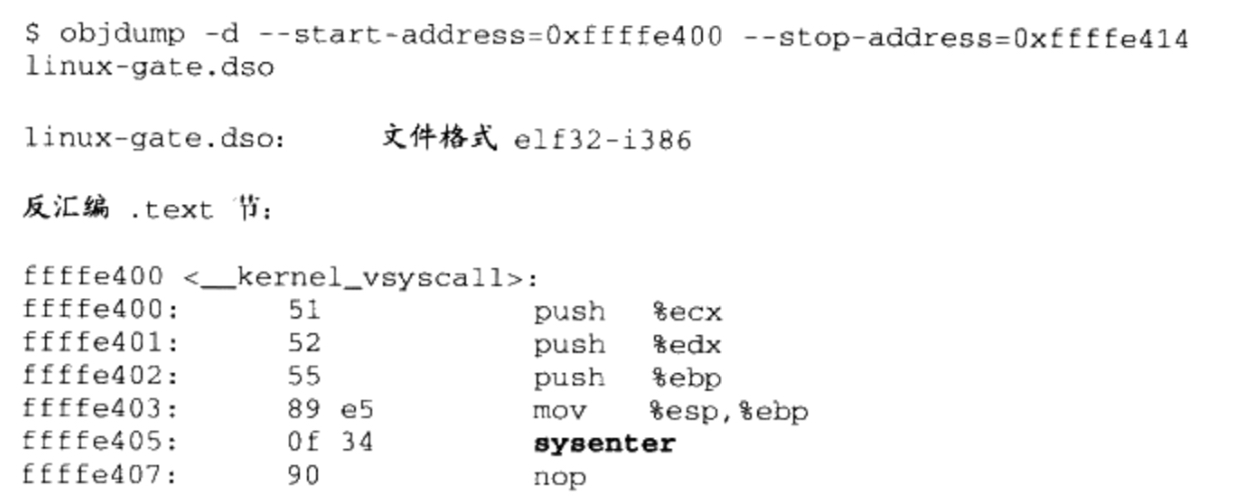 $ objdump -d --start-address=0xffffe400 --stop-address=0xffffe414
linux-gate.dso
linux-gate.dso: 文件格式 elf32-i386
反汇编 .text 节:
ffffe400 <__kernel_vsyscall>:
ffffe400: 51 push %ecx
ffffe401: 52 push %edx
ffffe402: 55 push %ebp
ffffe403: 89 e5 mov %esp,%ebp
ffffe405: 0f 34 sysenter
ffffe407: 90 nop